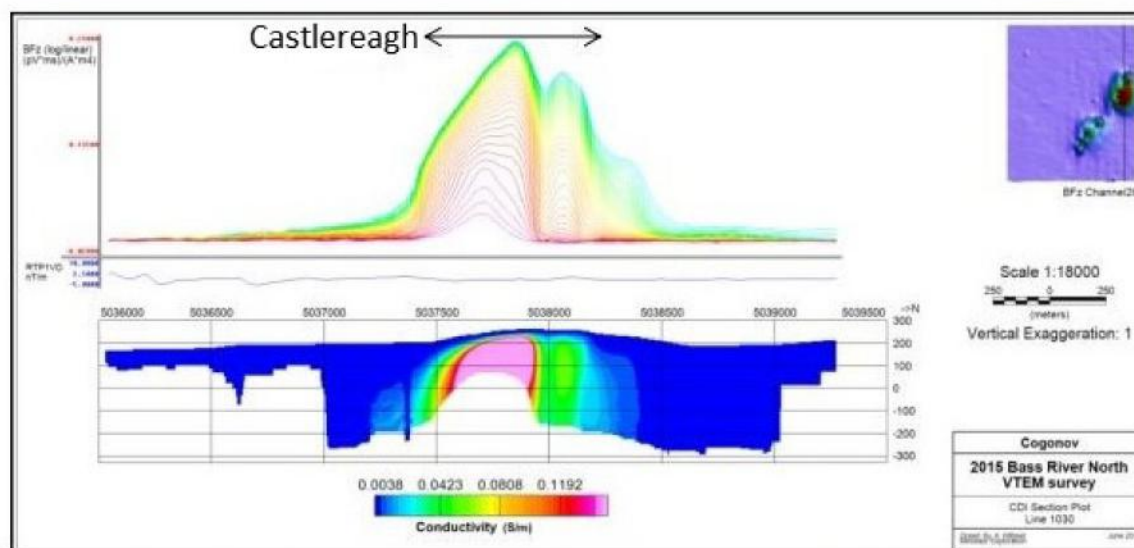 Castlereagh
BFz (log/linear)
(pV*ms)/(A*m4)
RTP1VD
nT/m
BFz Channel
Scale 1:18000
250 0 250
(meters)
Vertical Exaggeration: 1
5036000 5036500 5037000 5037500 5038000 5038500 5039000 5039500
->N
300
200
100
0
-100
-200
-300
0.0038 0.0423 0.0808 0.1192
Conductivity (S/m)
Cogonov
2015 Bass River North
VTEM survey
CDI Section Plot
Line 1030